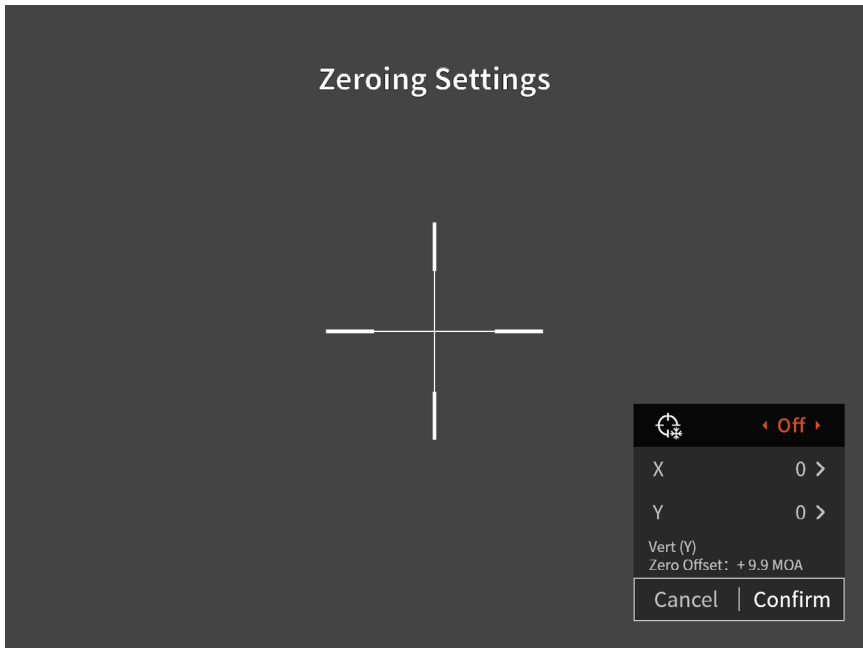 Zeroing Settings
Off
X 0
Y 0
Vert (Y)
Zero Offset： + 9.9 MOA
Cancel | Confirm